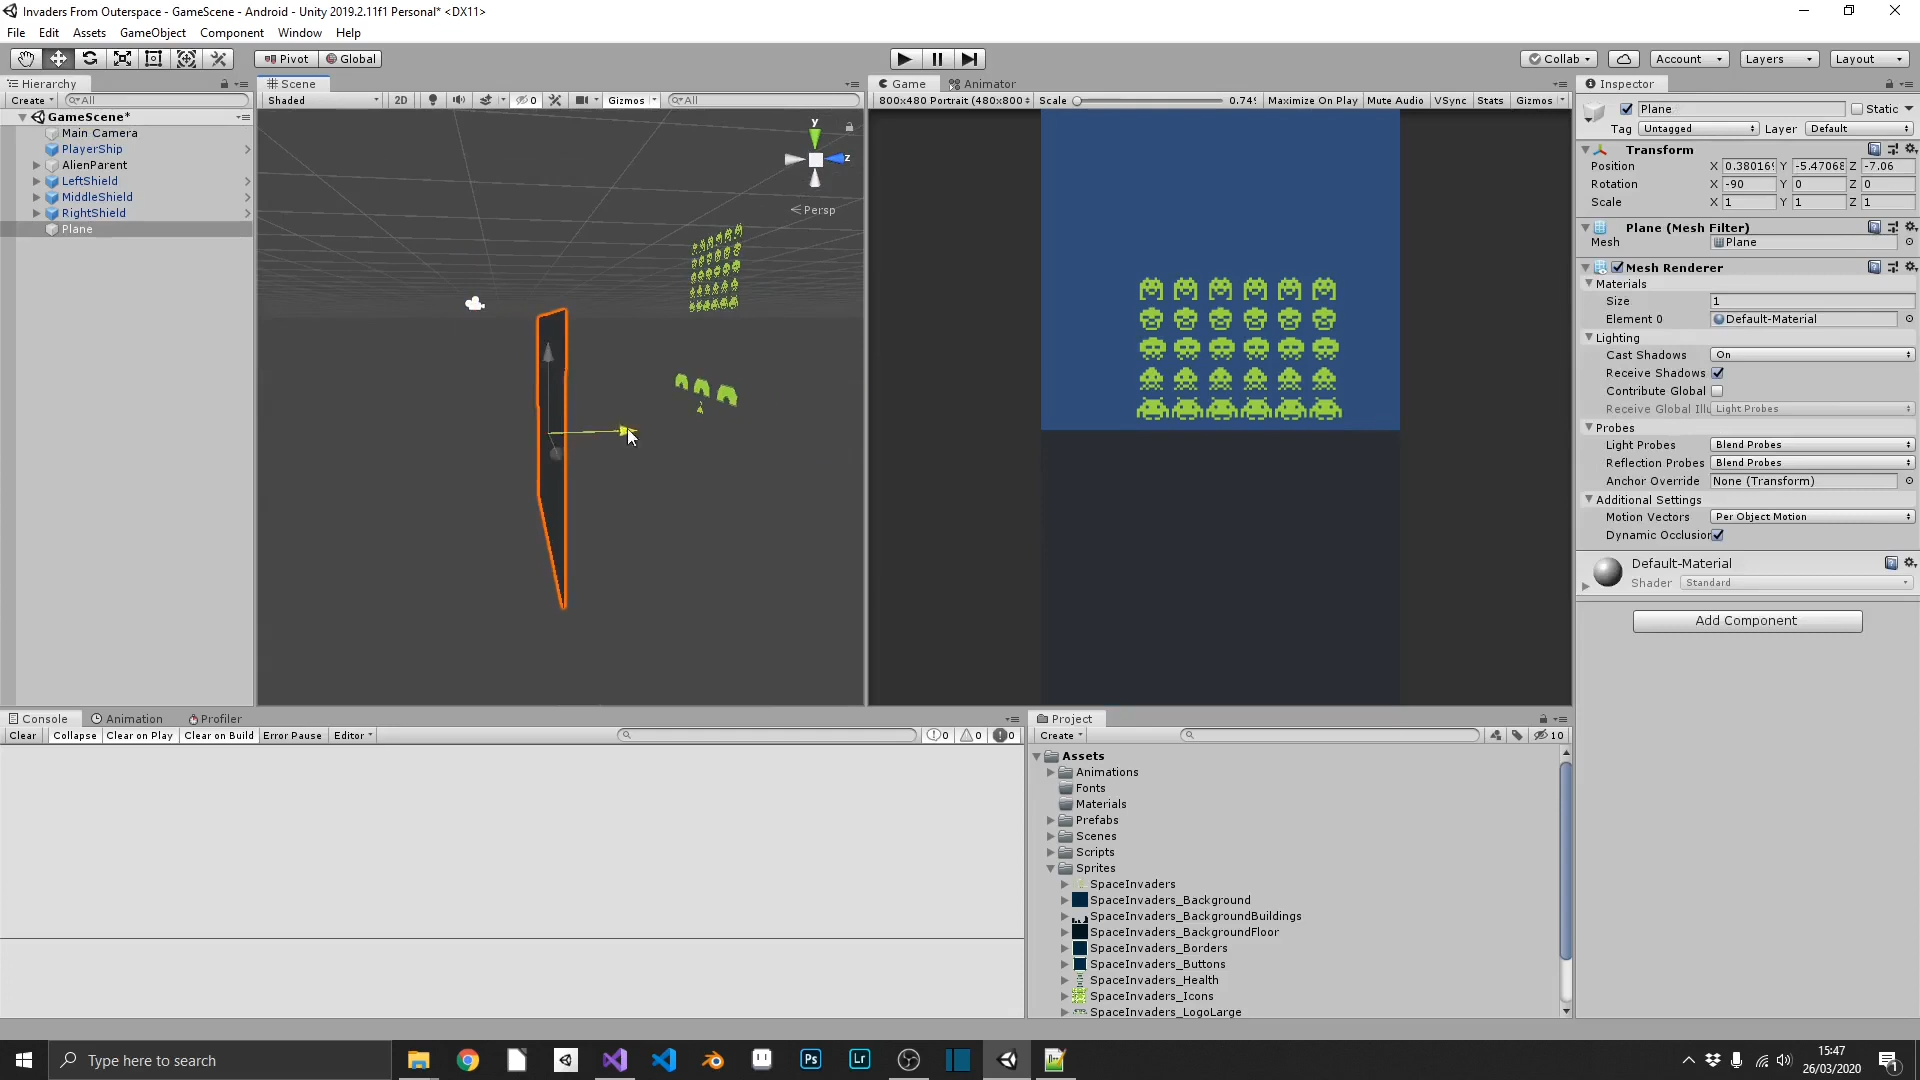 Invaders From Outerspace - GameScene - Android - Unity 2019.2.11f1 Personal* <DX11>
File Edit Assets GameObject Component Window Help
Pivot Global Collab Account Layers Layout
Hierarchy
Create All
GameScene*
Main Camera
PlayerShip
AlienParent
LeftShield
MiddleShield
RightShield
Plane
Scene
Shaded 2D 0 Gizmos All
y
z
Persp
Game Animator
800x480 Portrait (480x800 Scale 0.74 Maximize On Play Mute Audio VSync Stats Gizmos
Inspector
Plane Static
Tag Untagged Layer Default
Transform
Position X 0.38016 Y -5.4706 Z -7.06
Rotation X -90 Y 0 Z 0
Scale X 1 Y 1 Z 1
Plane (Mesh Filter)
Mesh Plane
Mesh Renderer
Materials
Size 1
Element 0 Default-Material
Lighting
Cast Shadows On
Receive Shadows
Contribute Global
Receive Global Illu Light Probes
Probes
Light Probes Blend Probes
Reflection Probes Blend Probes
Anchor Override None (Transform)
Additional Settings
Motion Vectors Per Object Motion
Dynamic Occlusion
Default-Material
Shader Standard
Add Component
Console Animation Profiler
Clear Collapse Clear on Play Clear on Build Error Pause Editor 0 0 0
Project
Create 10
Assets
Animations
Fonts
Materials
Prefabs
Scenes
Scripts
Sprites
SpaceInvaders
SpaceInvaders_Background
SpaceInvaders_BackgroundBuildings
SpaceInvaders_BackgroundFloor
SpaceInvaders_Borders
SpaceInvaders_Buttons
SpaceInvaders_Health
SpaceInvaders_Icons
SpaceInvaders_LogoLarge
Type here to search
Ps
Lr
15:47
26/03/2020
1